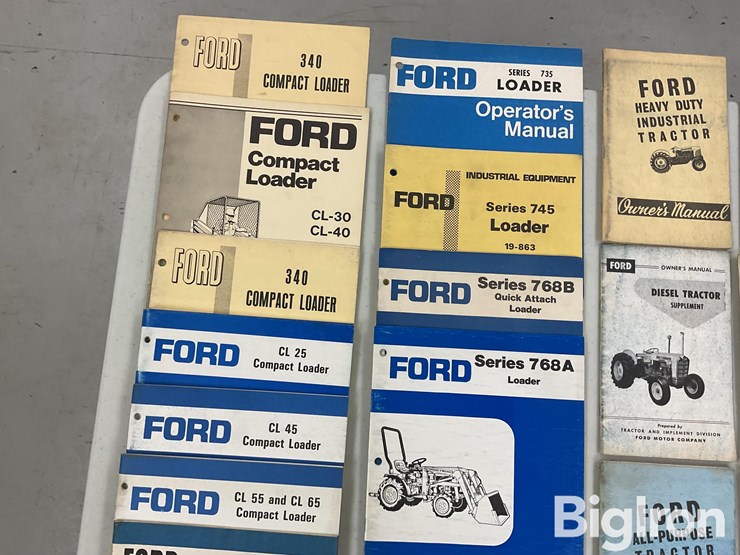 FORD
340
COMPACT LOADER
FORD
Compact
Loader
CL-30
CL-40
FORD
340
COMPACT LOADER
FORD
CL 25
Compact Loader
FORD
CL 45
Compact Loader
FORD
CL 55 and CL 65
Compact Loader
FORD
FORD
SERIES 735
LOADER
Operator's
Manual
INDUSTRIAL EQUIPMENT
FORD
Series 745
Loader
19-863
FORD
Series 768B
Quick Attach
Loader
FORD
Series 768A
Loader
FORD
HEAVY DUTY
INDUSTRIAL
TRACTOR
Owner's Manual
FORD
OWNER'S MANUAL
DIESEL TRACTOR
SUPPLEMENT
Prepared by
TRACTOR AND IMPLEMENT DIVISION
FORD MOTOR COMPANY
FORD
ALL-PURPOSE
TRACTOR
BigIron